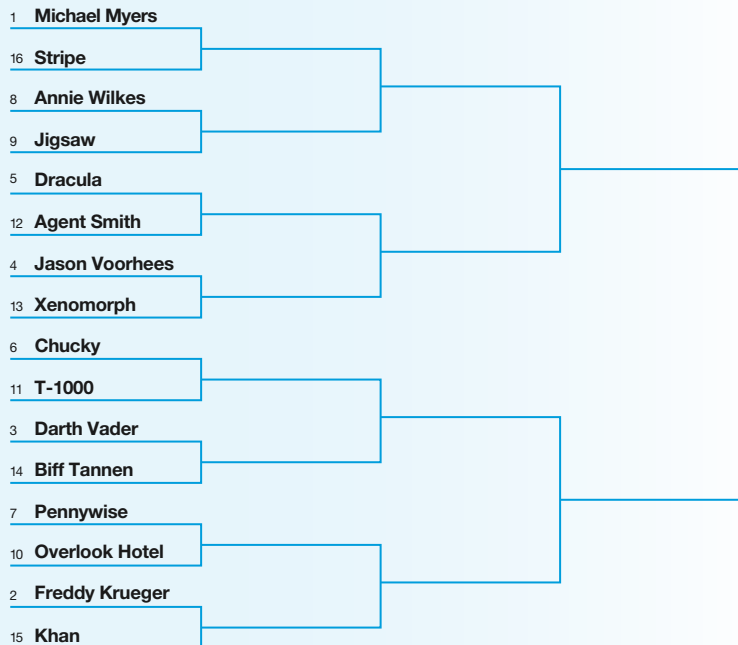 1 Michael Myers
16 Stripe
8 Annie Wilkes
9 Jigsaw
5 Dracula
12 Agent Smith
4 Jason Voorhees
13 Xenomorph
6 Chucky
11 T-1000
3 Darth Vader
14 Biff Tannen
7 Pennywise
10 Overlook Hotel
2 Freddy Krueger
15 Khan